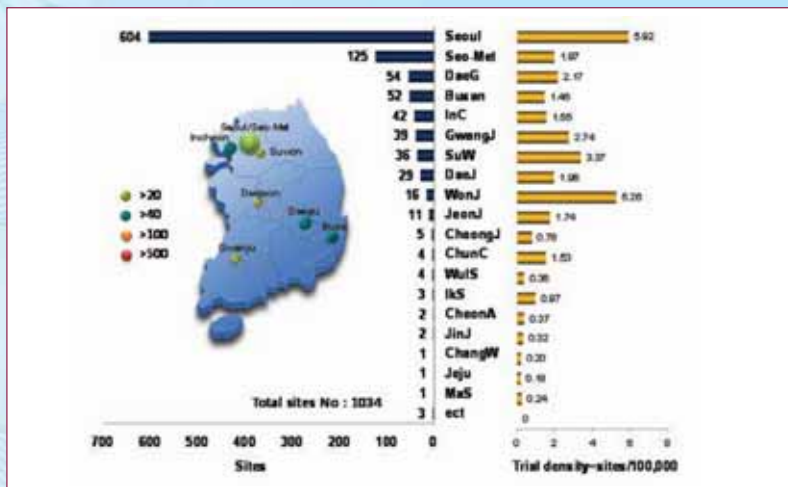 604 Seoul 5.92
125 Seo-Met 1.97
54 DaeG 2.17
52 Busan 1.46
42 InC 1.55
39 GwangJ 2.74
36 SuW 3.37
29 DaeJ 1.98
16 WonJ 5.26
11 JeonJ 1.74
5 CheongJ 0.78
4 ChunC 1.53
4 WulS 0.36
3 IkS 0.97
2 CheonA 0.37
2 JinJ 0.32
1 ChangW 0.20
1 Jeju 0.18
1 MaS 0.24
3 ect 0
Seoul/Seo-Met
Incheon
Suwon
Daejeon
Daegu
Busan
Gwangju
>20
>40
>100
>500
Total sites No : 1034
700 600 500 400 300 200 100 0
Sites
0 2 4 6 8 10
Trial density-sites/100,000